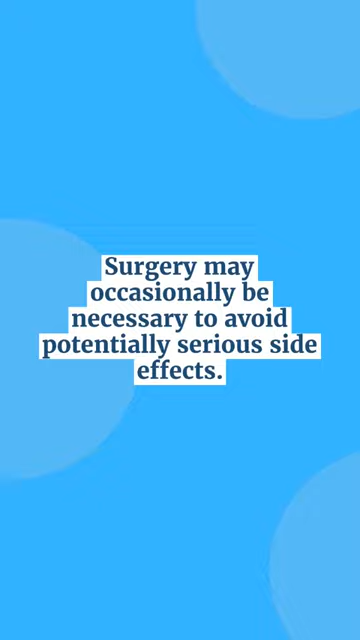 Surgery may
occasionally be
necessary to avoid
potentially serious side
effects.